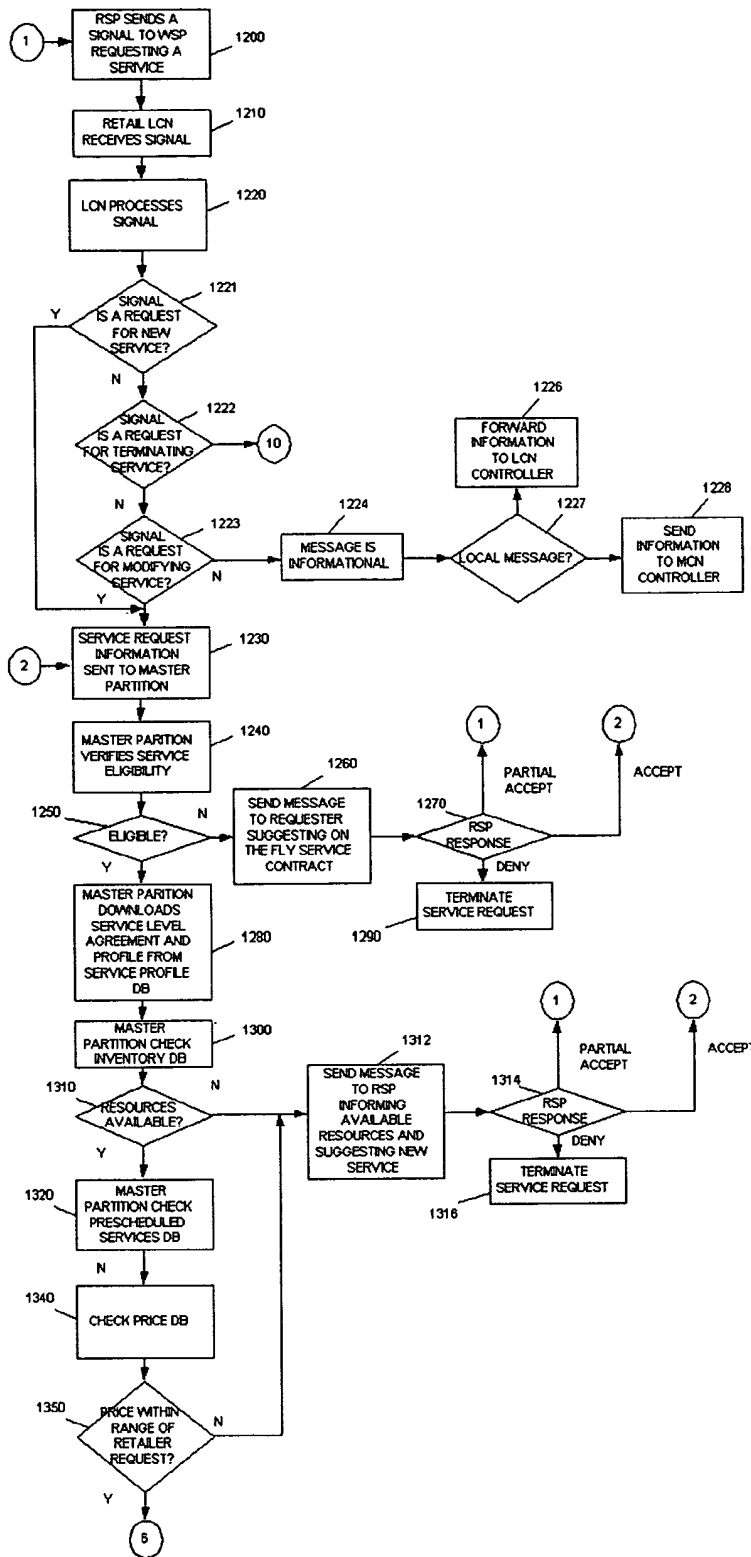 1
RSP SENDS A
SIGNAL TO WSP
REQUESTING A
SERIVICE
1200
RETAIL LCN
RECEIVES SIGNAL
1210
LCN PROCESSES
SIGNAL
1220
SIGNAL
IS A REQUEST
FOR NEW
SERVICE?
1221
Y
N
SIGNAL
IS A REQUEST
FOR TERMINATING
SERVICE?
1222
10
N
SIGNAL
IS A REQUEST
FOR MODIFYING
SERVICE?
1223
N
Y
MESSAGE IS
INFORMATIONAL
1224
LOCAL MESSAGE?
1227
FORWARD
INFORMATION
TO LCN
CONTROLLER
1226
SEND
INFORMATION
TO MCN
CONTROLLER
1228
2
SERVICE REQUEST
INFORMATION
SENT TO MASTER
PARTITION
1230
MASTER PARITION
VERIFIES SERVICE
ELIGIBILITY
1240
1250
ELIGIBLE?
N
Y
SEND MESSAGE
TO REQUESTER
SUGGESTING ON
THE FLY SERVICE
CONTRACT
1260
1270
RSP
RESPONSE
1
PARTIAL
ACCEPT
2
ACCEPT
DENY
TERMINATE
SERVICE REQUEST
1290
MASTER PARITION
DOWNLOADS
SERVICE LEVEL
AGREEMENT AND
PROFILE FROM
SERVICE PROFILE
DB
1280
MASTER
PARTITION CHECK
INVENTORY DB
1300
1310
RESOURCES
AVAILABLE?
N
Y
SEND MESSAGE
TO RSP
INFORMING
AVAILABLE
RESOURCES AND
SUGGESTING NEW
SERVICE
1312
1314
RSP
RESPONSE
1
PARTIAL
ACCEPT
2
ACCEPT
DENY
TERMINATE
SERVICE REQUEST
1316
1320
MASTER
PARTITION CHECK
PRESCHEDULED
SERVICES DB
N
1340
CHECK PRICE DB
1350
PRICE WITHIN
RANGE OF
RETAILER
REQUEST?
N
Y
6